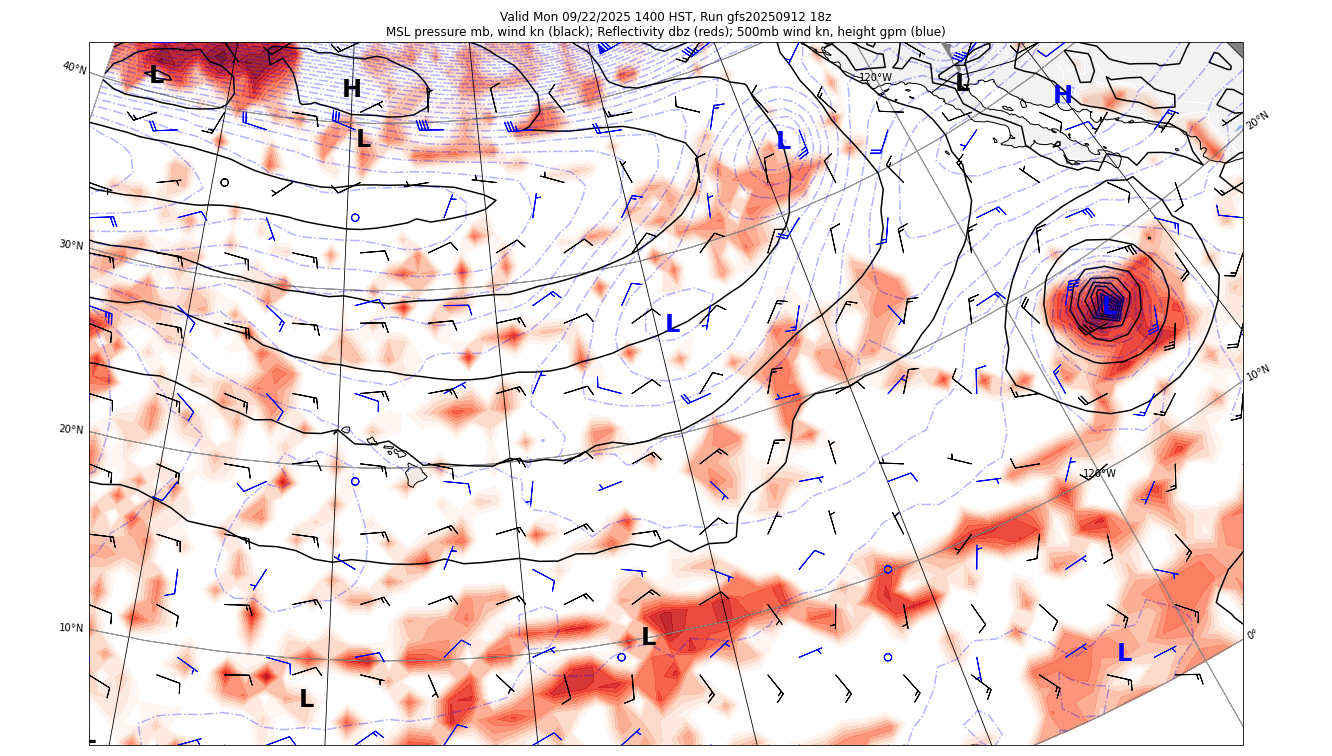 Valid Mon 09/22/2025 1400 HST, Run gfs20250912 18z
MSL pressure mb, wind kn (black); Reflectivity dbz (reds); 500mb wind kn, height gpm (blue)
40°N
L
H
L
120°W
L
H
20°N
L
30°N
L
L
10°N
20°N
120°W
10°N
L
0°
L
L